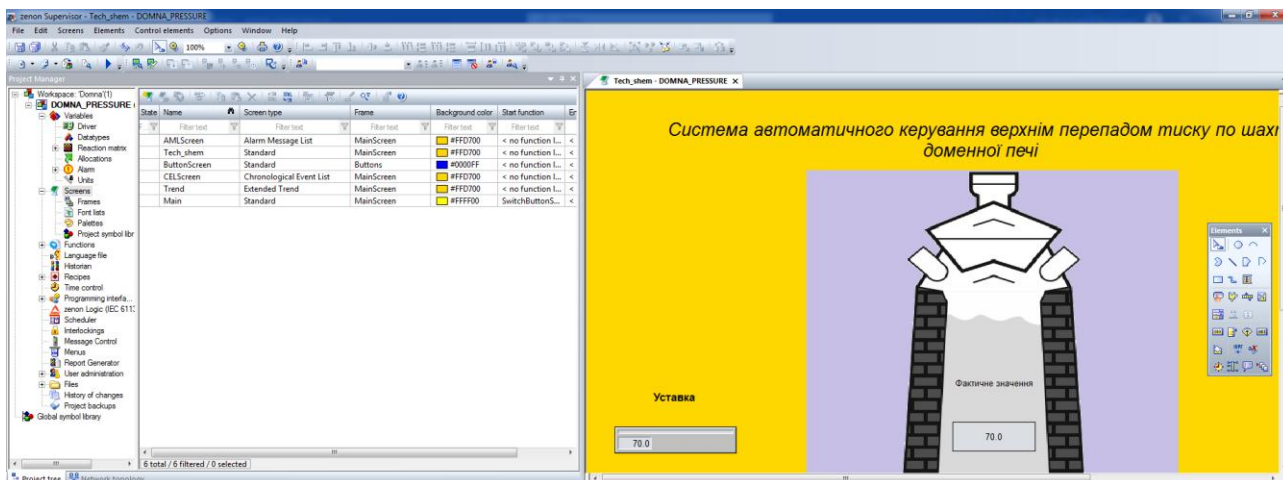 zenon Supervisor - Tech_shem - DOMNA_PRESSURE
File Edit Screens Elements Control elements Options Window Help
100%
Project Manager
Workspace: 'Domna'(1)
DOMNA_PRESSURE (
Variables
Driver
Datatypes
Reaction matrix
Allocations
Alarm
Units
Screens
Frames
Font lists
Palettes
Project symbol libr
Functions
Language file
Historian
Recipes
Time control
Programming interfa...
zenon Logic (IEC 6113
Scheduler
Interlockings
Message Control
Menus
Report Generator
User administration
Files
History of changes
Project backups
Global symbol library
Project tree Network topology
State Name Screen type Frame Background color Start function Er
Filter text Filter text Filter text Filter text Filter text
AMLScreen Alarm Message List MainScreen #FFD700 < no function l... <
Tech_shem Standard MainScreen #FFD700 < no function l... <
ButtonScreen Standard Buttons #0000FF < no function l... <
CELScreen Chronological Event List MainScreen #FFD700 < no function l... <
Trend Extended Trend MainScreen #FFD700 < no function l... <
Main Standard MainScreen #FFFF00 SwitchButtonS... <
6 total / 6 filtered / 0 selected
Tech_shem - DOMNA_PRESSURE
Система автоматичного керування верхнім перепадом тиску по шахі
доменної печі
Elements
Фактичне значення
Уставка
70.0
70.0